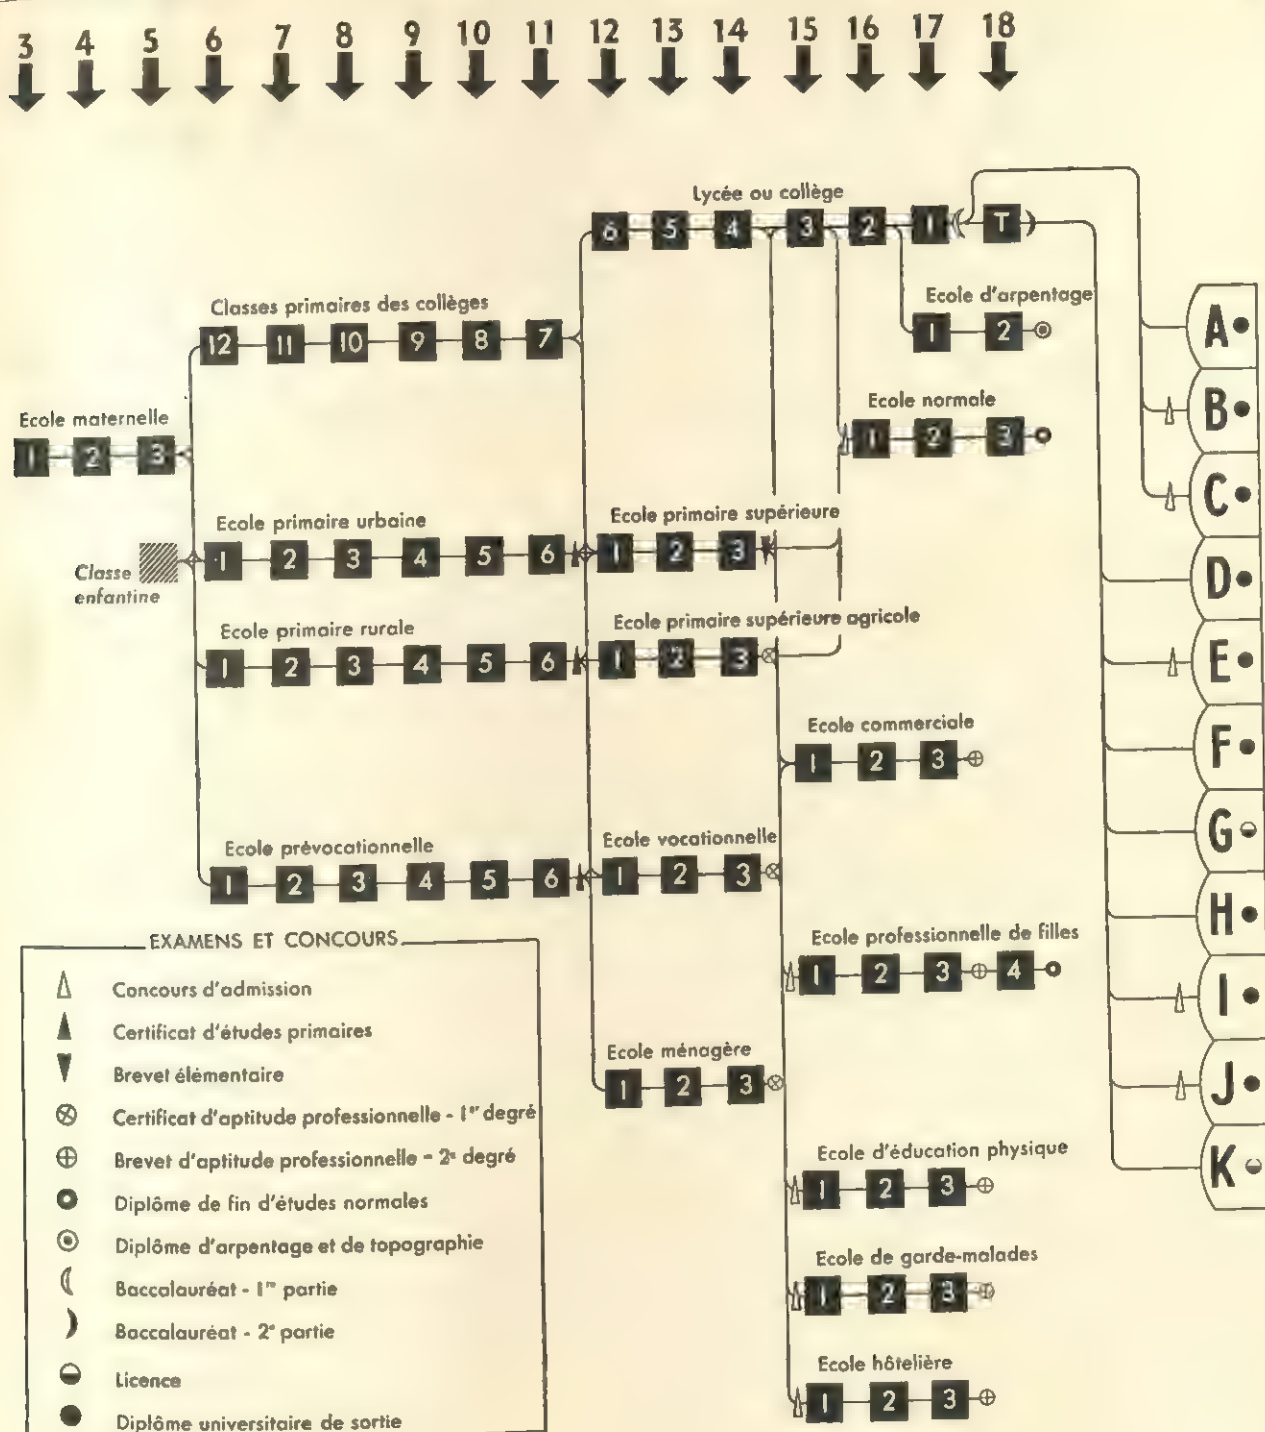 3 4 5 6 7 8 9 10 11 12 13 14 15 16 17 18
Lycée ou collège
6 5 4 3 2 1 T
Classes primaires des collèges
12 11 10 9 8 7
Ecole d'arpentage
1 2
A
Ecole maternelle
1 2 3
Ecole normale
1 2 3
B
C
Ecole primaire urbaine
1 2 3 4 5 6
Ecole primaire supérieure
1 2 3
Classe
enfantine
D
Ecole primaire rurale
1 2 3 4 5 6
Ecole primaire supérieure agricole
1 2 3
E
Ecole commerciale
1 2 3
F
Ecole prévocationnelle
1 2 3 4 5 6
Ecole vocationnelle
1 2 3
G
H
Ecole professionnelle de filles
1 2 3 4
I
Ecole ménagère
1 2 3
J
Ecole d'éducation physique
1 2 3
K
Ecole de garde-malades
1 2 3
Ecole hôtelière
1 2 3
EXAMENS ET CONCOURS
Concours d'admission
Certificat d'études primaires
Brevet élémentaire
Certificat d'aptitude professionnelle - 1er degré
Brevet d'aptitude professionnelle - 2e degré
Diplôme de fin d'études normales
Diplôme d'arpentage et de topographie
Baccalauréat - 1re partie
Baccalauréat - 2e partie
Licence
Diplôme universitaire de sortie